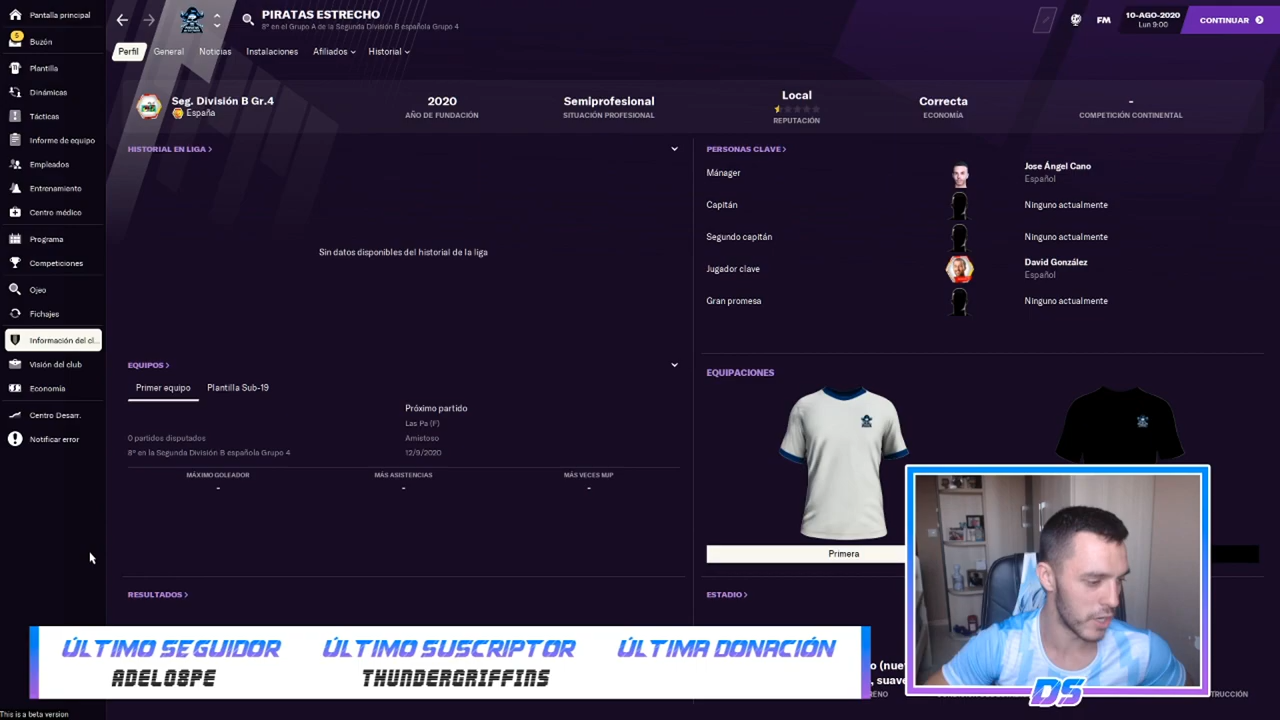 Pantalla principal
5
Buzón
Plantilla
Dinámicas
Tácticas
Informe de equipo
Empleados
Entrenamiento
Centro médico
Programa
Competiciones
Ojeo
Fichajes
Información del cl...
Visión del club
Economía
Centro Desarr.
Notificar error
This is a beta version
PIRATAS ESTRECHO
8º en el Grupo A de la Segunda División B española Grupo 4
FM
10-AGO-2020
Lun 9:00
CONTINUAR
Perfil
General
Noticias
Instalaciones
Afiliados
Historial
Seg. División B Gr.4
España
2020
AÑO DE FUNDACIÓN
Semiprofesional
SITUACIÓN PROFESIONAL
Local
REPUTACIÓN
Correcta
ECONOMÍA
-
COMPETICIÓN CONTINENTAL
HISTORIAL EN LIGA >
Sin datos disponibles del historial de la liga
EQUIPOS >
Primer equipo
Plantilla Sub-19
Próximo partido
Las Pa (F)
0 partidos disputados
Amistoso
8º en la Segunda División B española Grupo 4
12/9/2020
MÁXIMO GOLEADOR
-
MÁS ASISTENCIAS
-
MÁS VECES MJP
-
RESULTADOS >
PERSONAS CLAVE >
Mánager
Jose Ángel Cano
Español
Capitán
Ninguno actualmente
Segundo capitán
Ninguno actualmente
Jugador clave
David González
Español
Gran promesa
Ninguno actualmente
EQUIPACIONES
Primera
ESTADIO >
o (nue
, suave
RENO
TRUCCIÓN
ÚLTIMO SEGUIDOR
ADELO8PE
ÚLTIMO SUSCRIPTOR
THUNDERGRIFFINS
ÚLTIMA DONACIÓN
DS